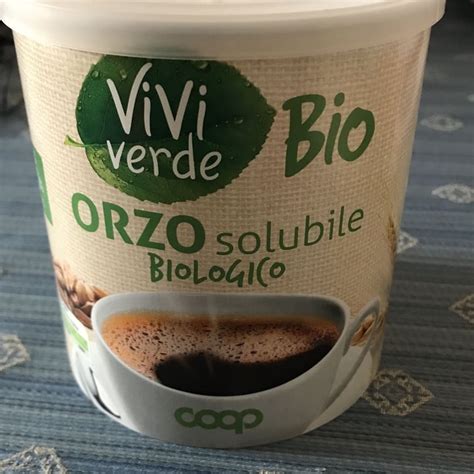 ViVi
verde
Bio
ORZO solubile
BIOLOGICO
coop